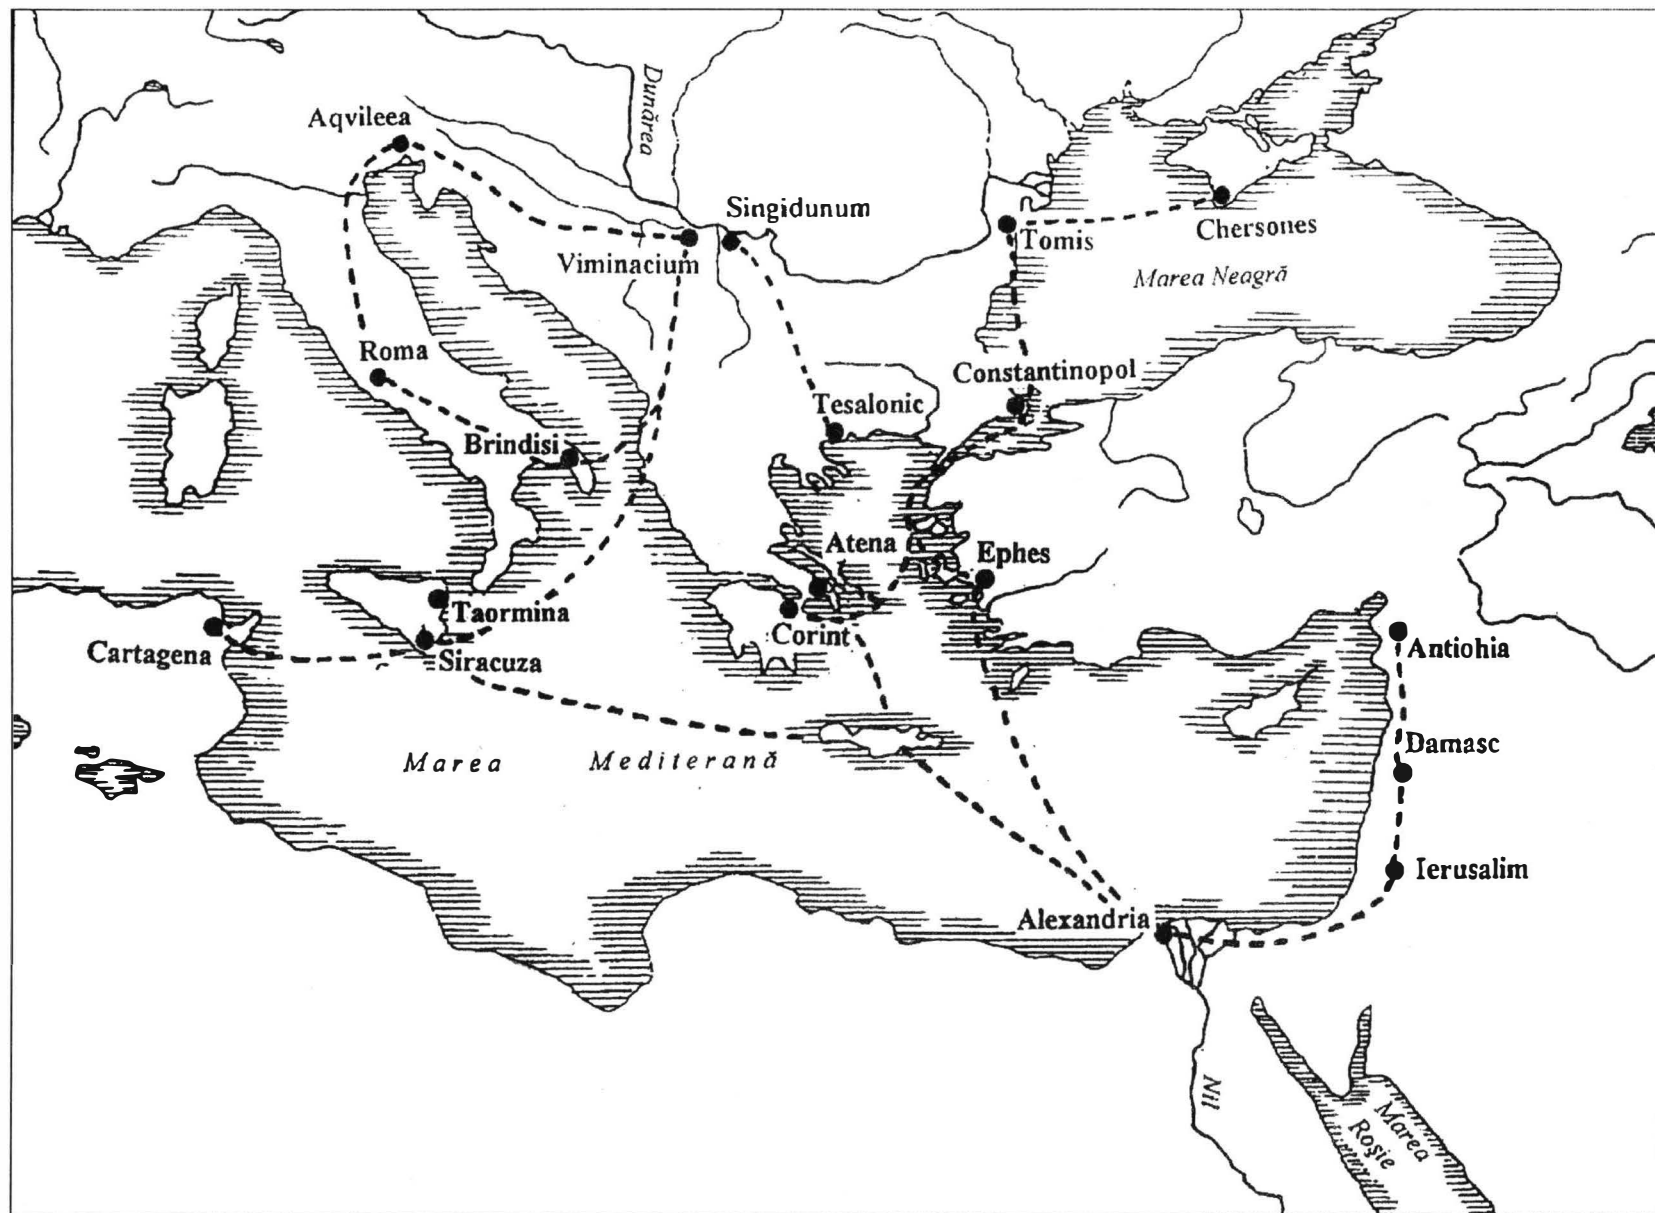 Dunărea
Aqvileea
Singidunum
Viminacium
Tomis
Chersones
Marea Neagră
Roma
Constantinopol
Tesalonic
Brindisi
Atena
Ephes
Taormina
Cartagena
Siracuza
Corint
Antiohia
Damasc
Marea Mediterană
Ierusalim
Alexandria
Nil
Marea
Roşie